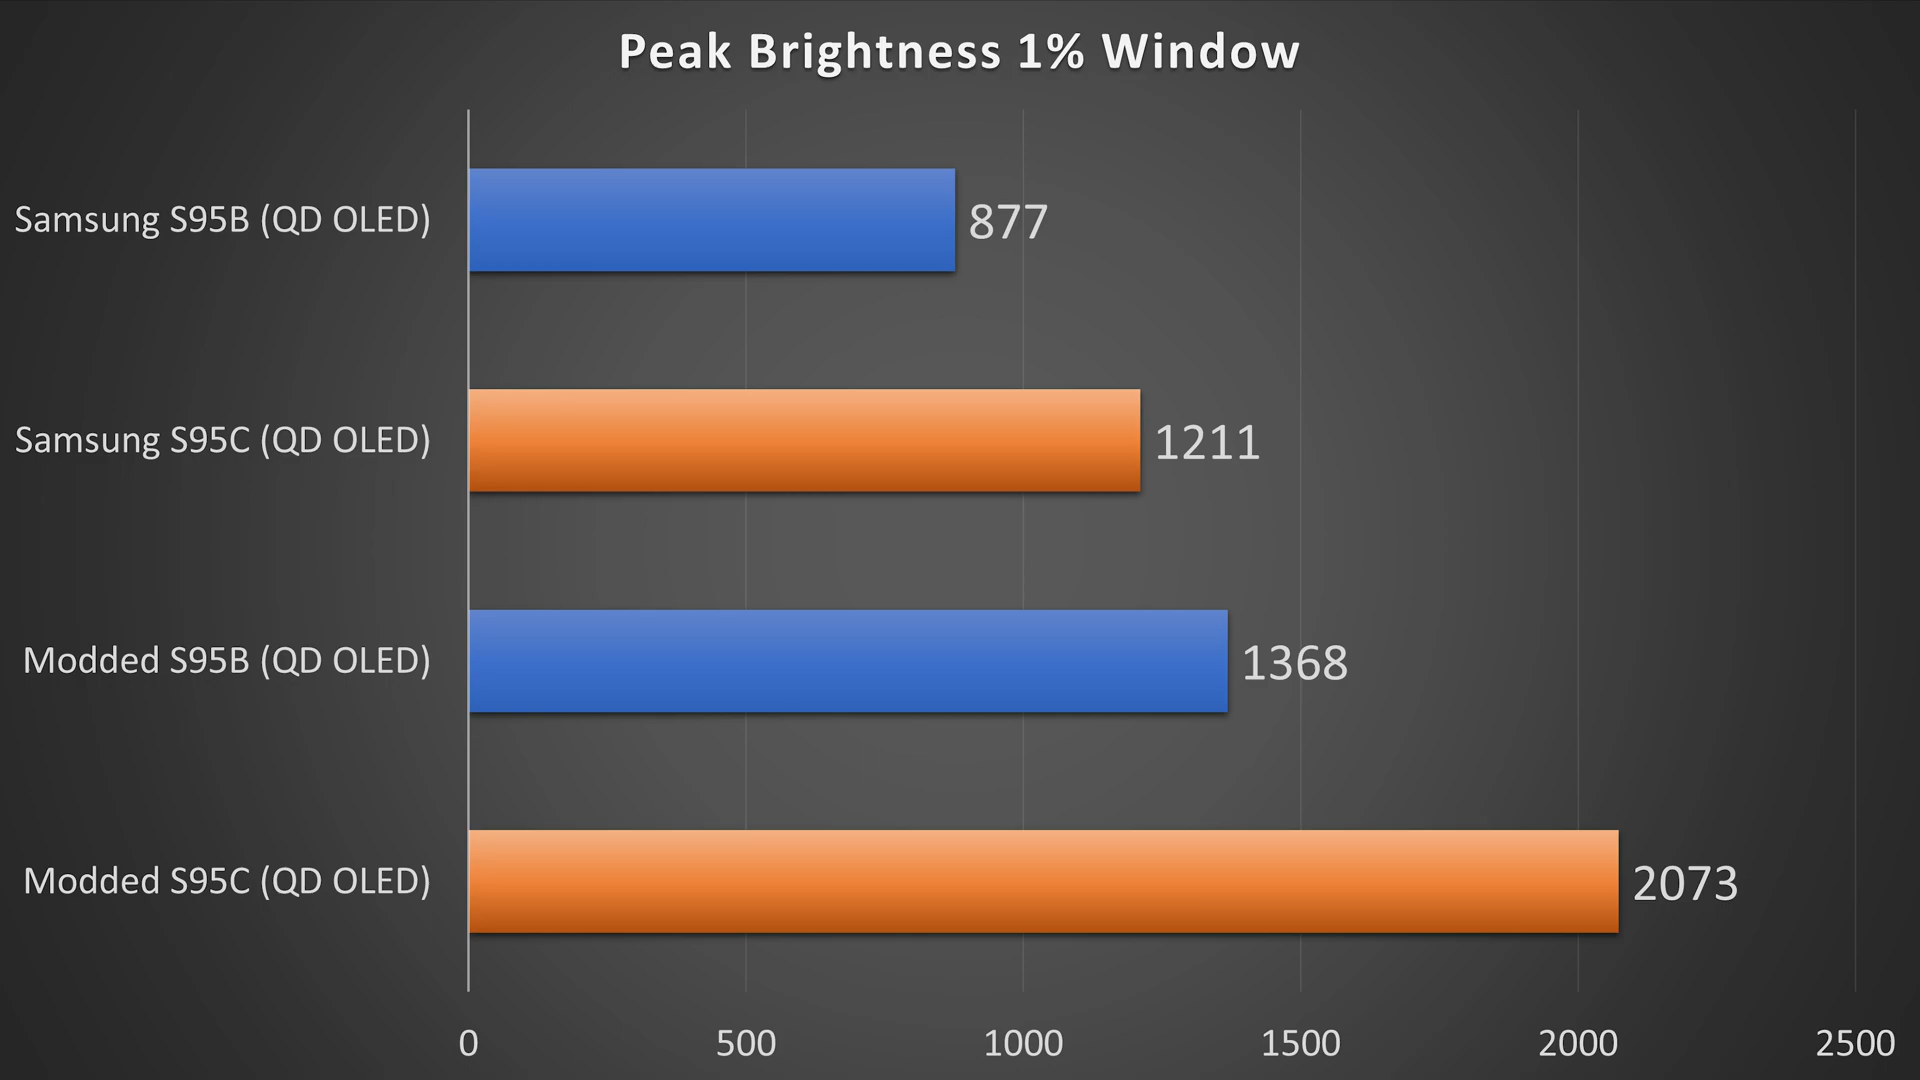 Peak Brightness 1% Window
Samsung S95B (QD OLED)
877
Samsung S95C (QD OLED)
1211
Modded S95B (QD OLED)
1368
Modded S95C (QD OLED)
2073
0 500 1000 1500 2000 2500